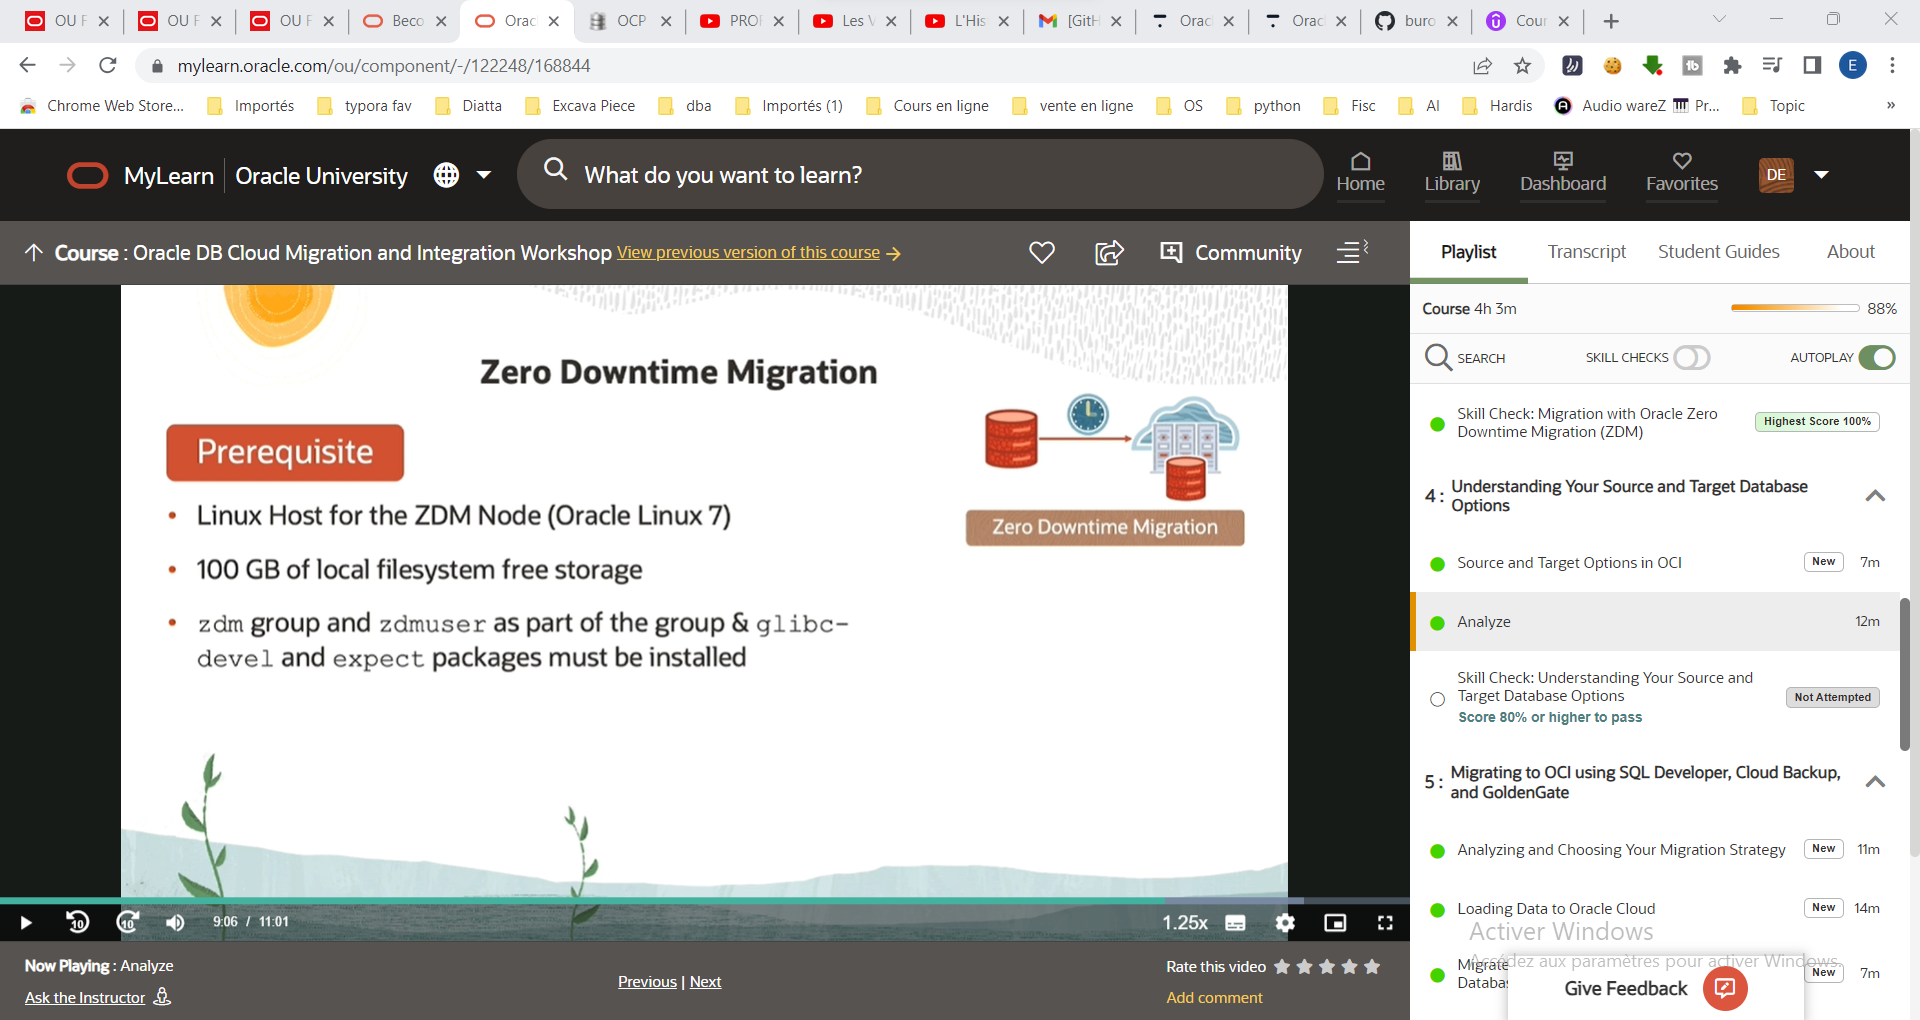 OU F
OU F
OU F
Beco
Orac
OCP
PROF
Les V
L'His
[GitH
Orac
Orac
buro
Cour
mylearn.oracle.com/ou/component/-/122248/168844
E
Chrome Web Store...
Importés
typora fav
Diatta
Excava Piece
dba
Importés (1)
Cours en ligne
vente en ligne
OS
python
Fisc
AI
Hardis
Audio wareZ
Pr...
Topic
»
MyLearn
Oracle University
What do you want to learn?
Home
Library
Dashboard
Favorites
DE
Course : Oracle DB Cloud Migration and Integration Workshop View previous version of this course
Community
Playlist
Transcript
Student Guides
About
Course 4h 3m
88%
SEARCH
SKILL CHECKS
AUTOPLAY
Zero Downtime Migration
Prerequisite
• Linux Host for the ZDM Node (Oracle Linux 7)
• 100 GB of local filesystem free storage
• zdm group and zdmuser as part of the group & glibc-
devel and expect packages must be installed
Zero Downtime Migration
Skill Check: Migration with Oracle Zero
Downtime Migration (ZDM)
Highest Score 100%
4 : Understanding Your Source and Target Database
Options
Source and Target Options in OCI
New
7m
Analyze
12m
Skill Check: Understanding Your Source and
Target Database Options
Score 80% or higher to pass
Not Attempted
5 : Migrating to OCI using SQL Developer, Cloud Backup,
and GoldenGate
Analyzing and Choosing Your Migration Strategy
New
11m
Loading Data to Oracle Cloud
New
14m
Activer Windows
Accédez aux paramètres pour activer Windows.
Migrate
Databas
New
7m
Give Feedback
10
10
9:06 / 11:01
1.25x
Now Playing : Analyze
Ask the Instructor
Previous | Next
Rate this video
Add comment